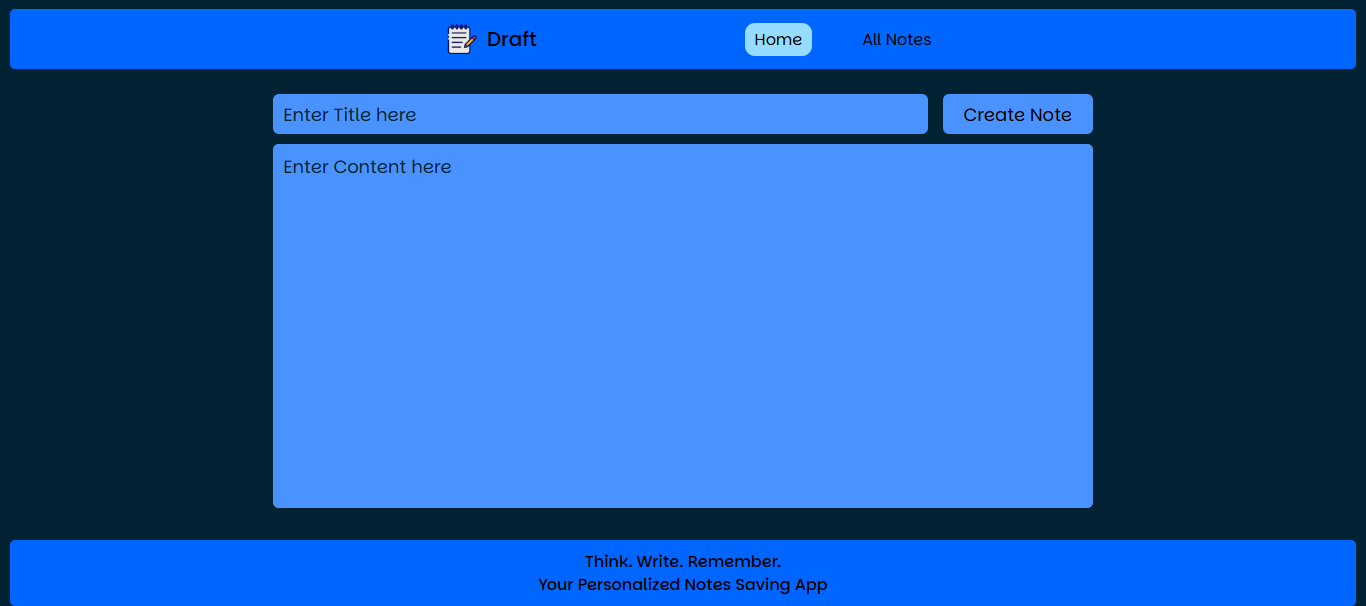 Draft
Home
All Notes
Enter Title here
Create Note
Enter Content here
Think. Write. Remember.
Your Personalized Notes Saving App